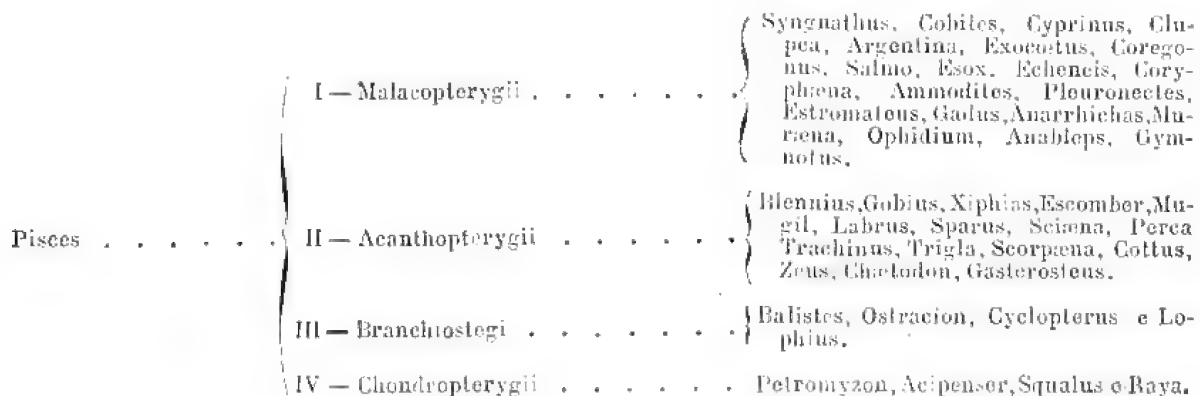 Syngnathus, Cobites, Cyprinus, Clu-
pea, Argentina, Exocoetus, Corego-
nus, Salmo, Esox. Echeneis, Cory-
I — Malacopterygii . . . . . . . phæna, Ammodites, Pleuronectes,
Estromateus, Gadus, Anarrhichas, Mu-
ræna, Ophidium, Anableps, Gym-
notus.
Blennius, Gobius, Xiphias, Escomber, Mu-
gil, Labrus, Sparus, Sciæna, Perca
Pisces . . . . . . II — Acanthopterygii . . . . . . Trachinus, Trigla, Scorpæna, Cottus,
Zeus, Chætodon, Gasterosteus.
III — Branchiostegi . . . . . . . Balistes, Ostracion, Cyclopterus e Lo-
phius.
IV — Chondropterygii . . . . . . Petromyzon, Acipenser, Squalus e Raya.